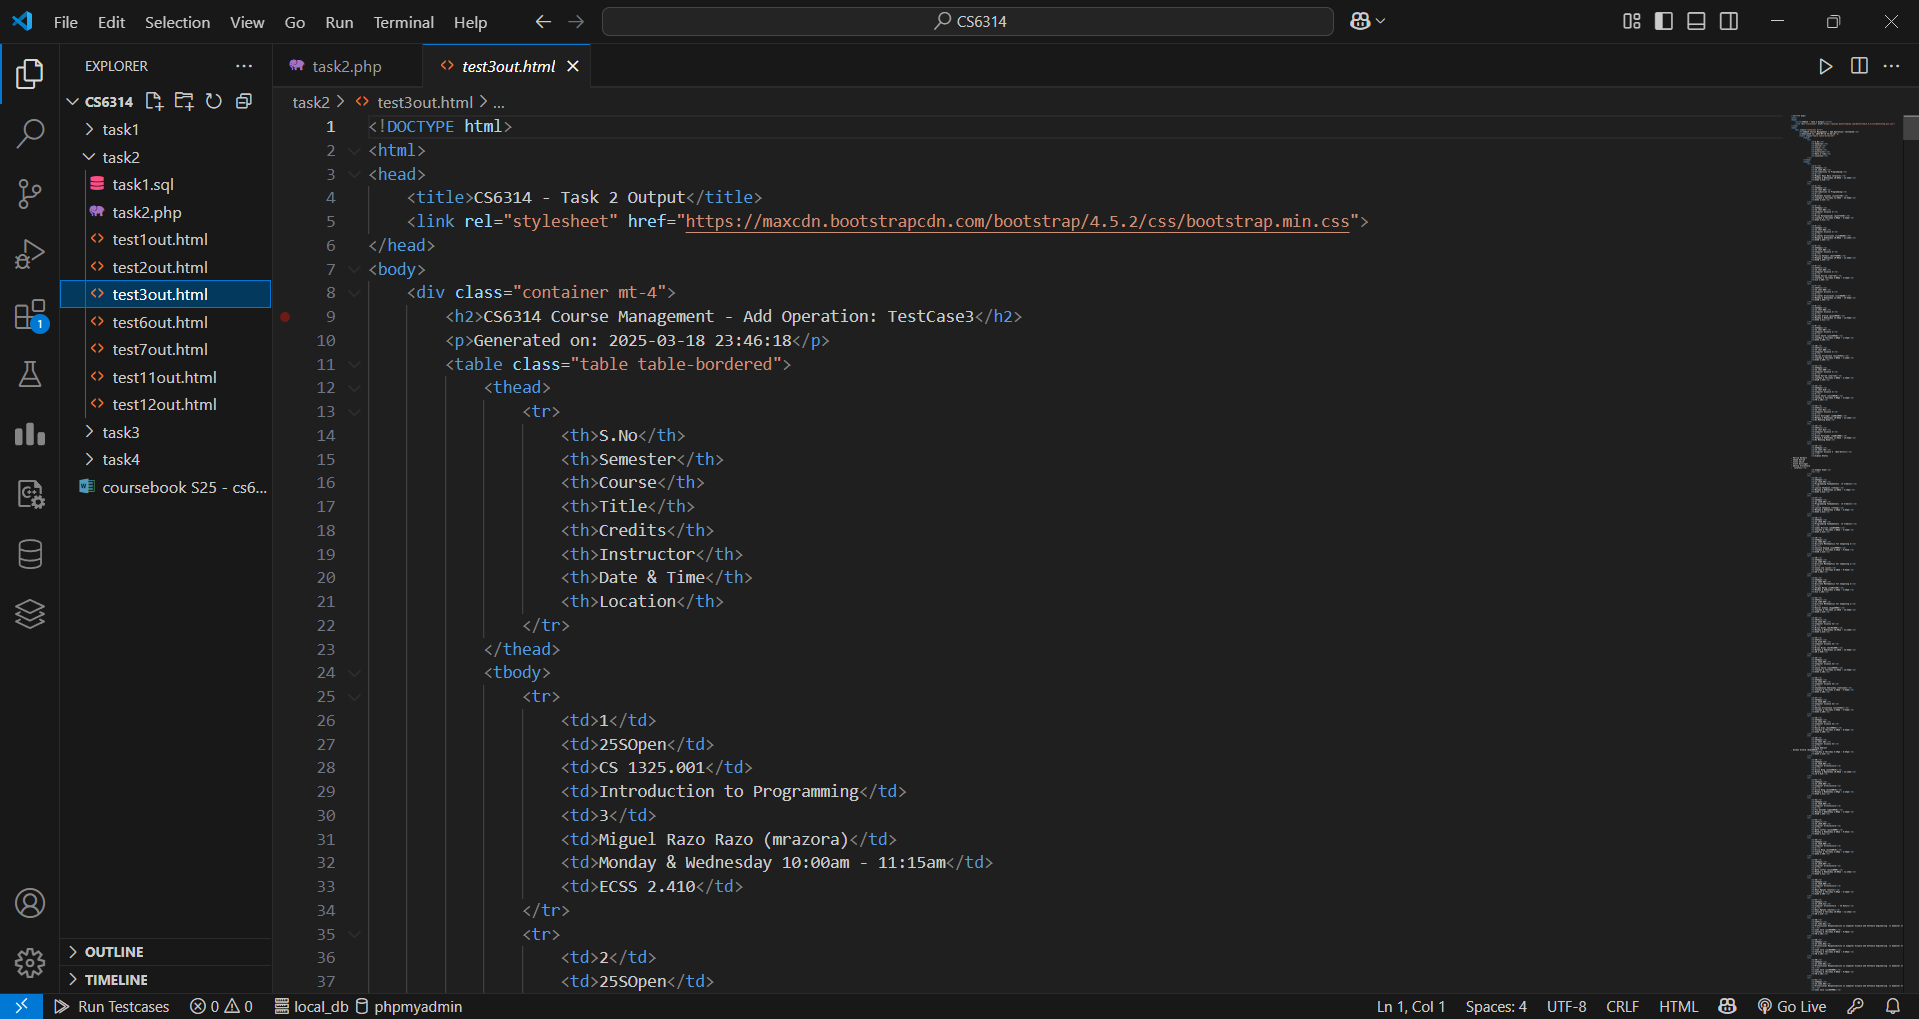 File Edit Selection View Go Run Terminal Help
CS6314
EXPLORER
CS6314
task1
task2
task1.sql
task2.php
test1out.html
test2out.html
test3out.html
test6out.html
test7out.html
test11out.html
test12out.html
task3
task4
coursebook S25 - cs6...
OUTLINE
TIMELINE
1
task2.php
test3out.html
task2 > test3out.html > ...
1 <!DOCTYPE html>
2 <html>
3 <head>
4 <title>CS6314 - Task 2 Output</title>
5 <link rel="stylesheet" href="https://maxcdn.bootstrapcdn.com/bootstrap/4.5.2/css/bootstrap.min.css">
6 </head>
7 <body>
8 <div class="container mt-4">
9 <h2>CS6314 Course Management - Add Operation: TestCase3</h2>
10 <p>Generated on: 2025-03-18 23:46:18</p>
11 <table class="table table-bordered">
12 <thead>
13 <tr>
14 <th>S.No</th>
15 <th>Semester</th>
16 <th>Course</th>
17 <th>Title</th>
18 <th>Credits</th>
19 <th>Instructor</th>
20 <th>Date & Time</th>
21 <th>Location</th>
22 </tr>
23 </thead>
24 <tbody>
25 <tr>
26 <td>1</td>
27 <td>25SOpen</td>
28 <td>CS 1325.001</td>
29 <td>Introduction to Programming</td>
30 <td>3</td>
31 <td>Miguel Razo Razo (mrazora)</td>
32 <td>Monday & Wednesday 10:00am - 11:15am</td>
33 <td>ECSS 2.410</td>
34 </tr>
35 <tr>
36 <td>2</td>
37 <td>25SOpen</td>
Run Testcases 0 0 local_db phpmyadmin
Ln 1, Col 1 Spaces: 4 UTF-8 CRLF HTML Go Live